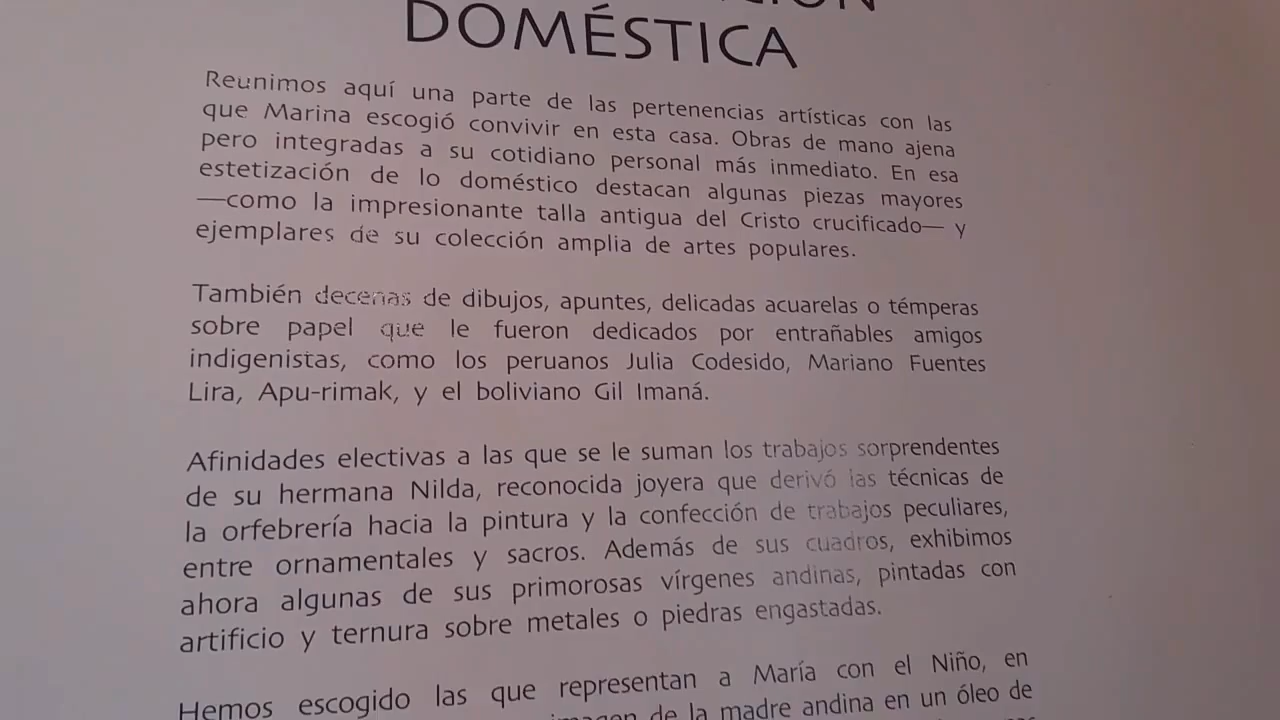 DOMÉSTICA
Reunimos aquí una parte de las pertenencias artísticas con las
que Marina escogió convivir en esta casa. Obras de mano ajena
pero integradas a su cotidiano personal más inmediato. En esa
estetización de lo doméstico destacan algunas piezas mayores
—como la impresionante talla antigua del Cristo crucificado— y
ejemplares de su colección amplia de artes populares.
También decenas de dibujos, apuntes, delicadas acuarelas o témperas
sobre papel que le fueron dedicados por entrañables amigos
indigenistas, como los peruanos Julia Codesido, Mariano Fuentes
Lira, Apu-rimak, y el boliviano Gil Imaná.
Afinidades electivas a las que se le suman los trabajos sorprendentes
de su hermana Nilda, reconocida joyera que derivó las técnicas de
la orfebrería hacia la pintura y la confección de trabajos peculiares,
entre ornamentales y sacros. Además de sus cuadros, exhibimos
ahora algunas de sus primorosas vírgenes andinas, pintadas con
artificio y ternura sobre metales o piedras engastadas.
Hemos escogido las que representan a María con el Niño, en
imagen de la madre andina en un óleo de